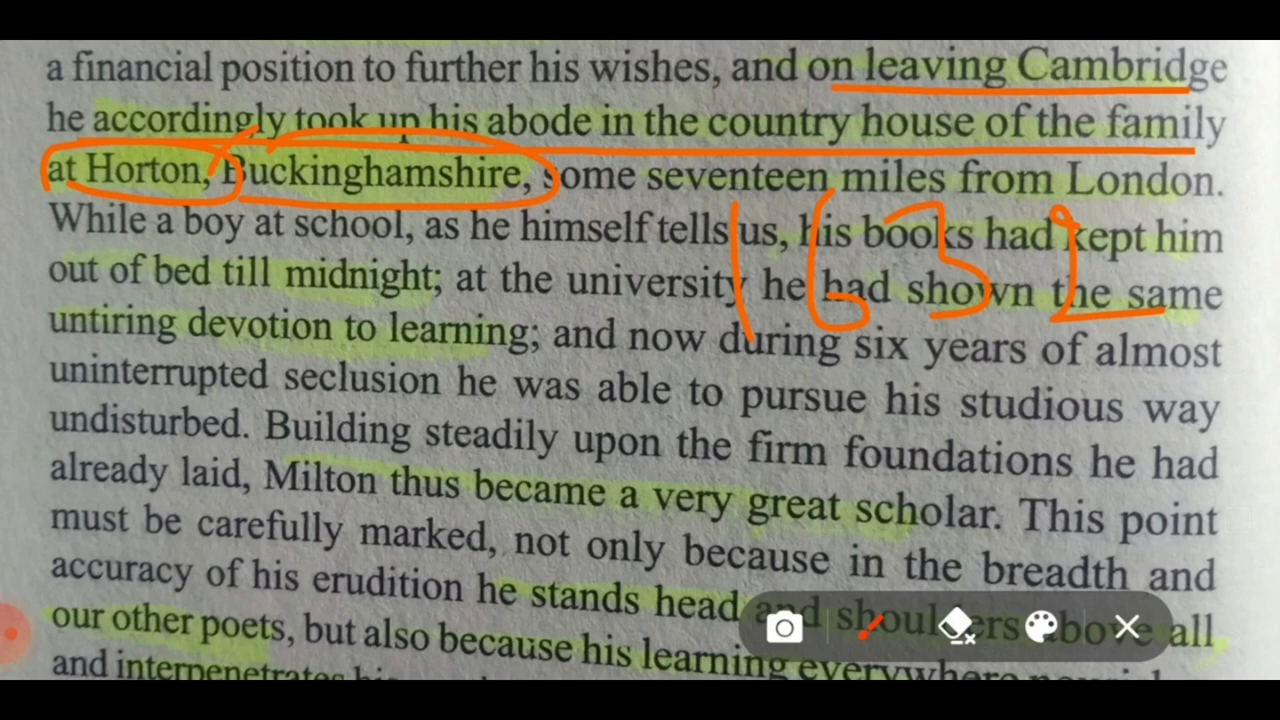 a financial position to further his wishes, and on leaving Cambridge
he accordingly took up his abode in the country house of the family
at Horton, Buckinghamshire, some seventeen miles from London.
While a boy at school, as he himself tells us, his books had kept him
out of bed till midnight; at the university he had shown the same
untiring devotion to learning; and now during six years of almost
uninterrupted seclusion he was able to pursue his studious way
undisturbed. Building steadily upon the firm foundations he had
already laid, Milton thus became a very great scholar. This point
must be carefully marked, not only because in the breadth and
accuracy of his erudition he stands head and shoulders above all
our other poets, but also because his learning everywhere
and interpenetrates
1632